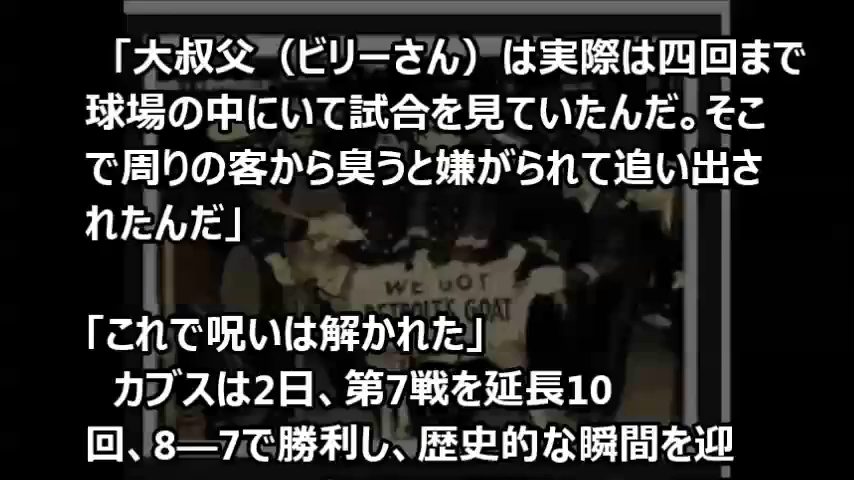 「大叔父（ビリーさん）は実際は四回まで
球場の中にいて試合を見ていたんだ。そこ
で周りの客から臭うと嫌がられて追い出さ
れたんだ」
WE GOT
DETROIT'S GOAT
「これで呪いは解かれた」
カブスは2日、第7戦を延長10
回、8―7で勝利し、歴史的な瞬間を迎